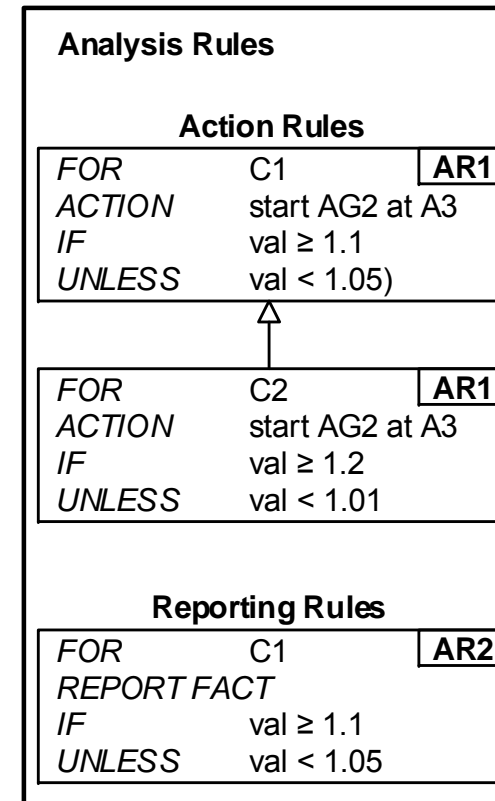 Analysis Rules
Action Rules
FOR C1 AR1
ACTION start AG2 at A3
IF val ≥ 1.1
UNLESS val < 1.05)
FOR C2 AR1
ACTION start AG2 at A3
IF val ≥ 1.2
UNLESS val < 1.01
Reporting Rules
FOR C1 AR2
REPORT FACT
IF val ≥ 1.1
UNLESS val < 1.05